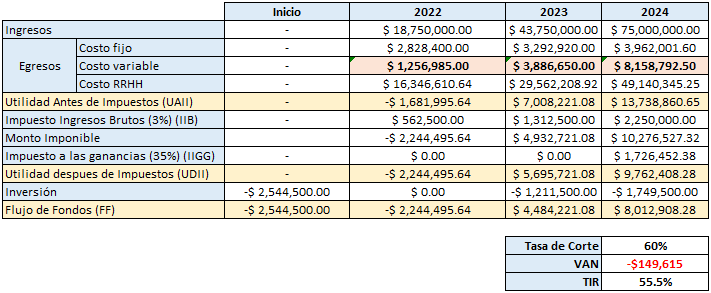 Inicio 2022 2023 2024
Ingresos - $ 18,750,000.00 $ 43,750,000.00 $ 75,000,000.00
Egresos
Costo fijo - $ 2,828,400.00 $ 3,292,920.00 $ 3,962,001.60
Costo variable - $ 1,256,985.00 $ 3,886,650.00 $ 8,158,792.50
Costo RRHH - $ 16,346,610.64 $ 29,562,208.92 $ 49,140,345.25
Utilidad Antes de Impuestos (UAII) - -$ 1,681,995.64 $ 7,008,221.08 $ 13,738,860.65
Impuesto Ingresos Brutos (3%) (IIB) - $ 562,500.00 $ 1,312,500.00 $ 2,250,000.00
Monto Imponible - -$ 2,244,495.64 $ 4,932,721.08 $ 10,276,527.32
Impuesto a las ganancias (35%) (IIGG) - $ 0.00 $ 0.00 $ 1,726,452.38
Utilidad despues de Impuestos (UDII) - -$ 2,244,495.64 $ 5,695,721.08 $ 9,762,408.28
Inversión -$ 2,544,500.00 $ 0.00 -$ 1,211,500.00 -$ 1,749,500.00
Flujo de Fondos (FF) -$ 2,544,500.00 -$ 2,244,495.64 $ 4,484,221.08 $ 8,012,908.28
Tasa de Corte 60%
VAN -$149,615
TIR 55.5%